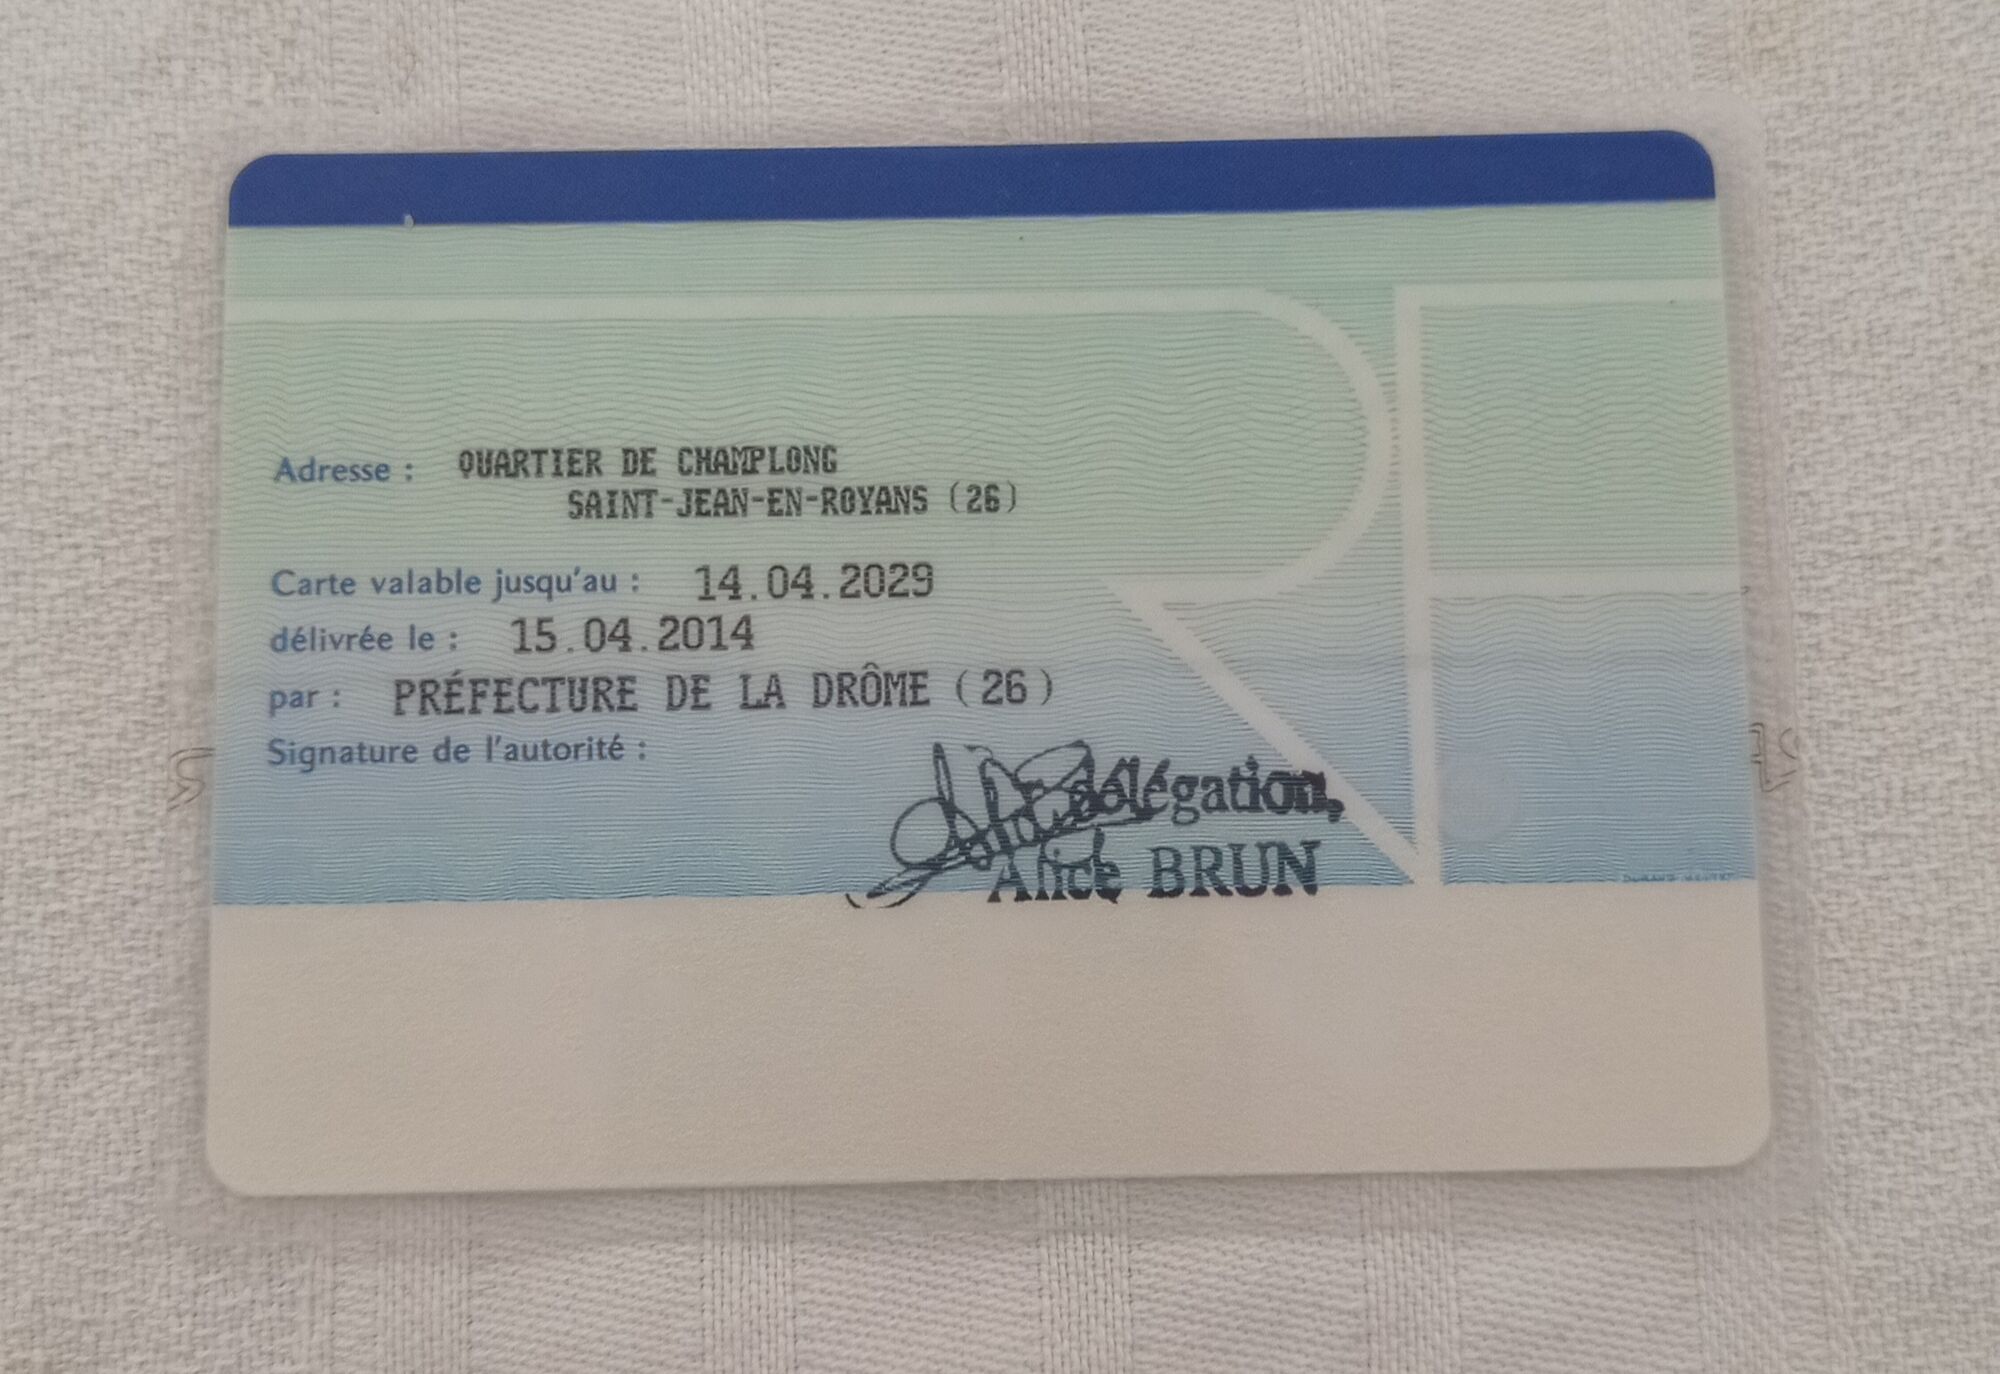 Adresse : QUARTIER DE CHAMPLONG
SAINT-JEAN-EN-ROYANS (26)
Carte valable jusqu'au : 14.04.2029
délivrée le : 15.04.2014
par : PRÉFECTURE DE LA DRÔME (26)
Signature de l'autorité :
délégation,
Alice BRUN